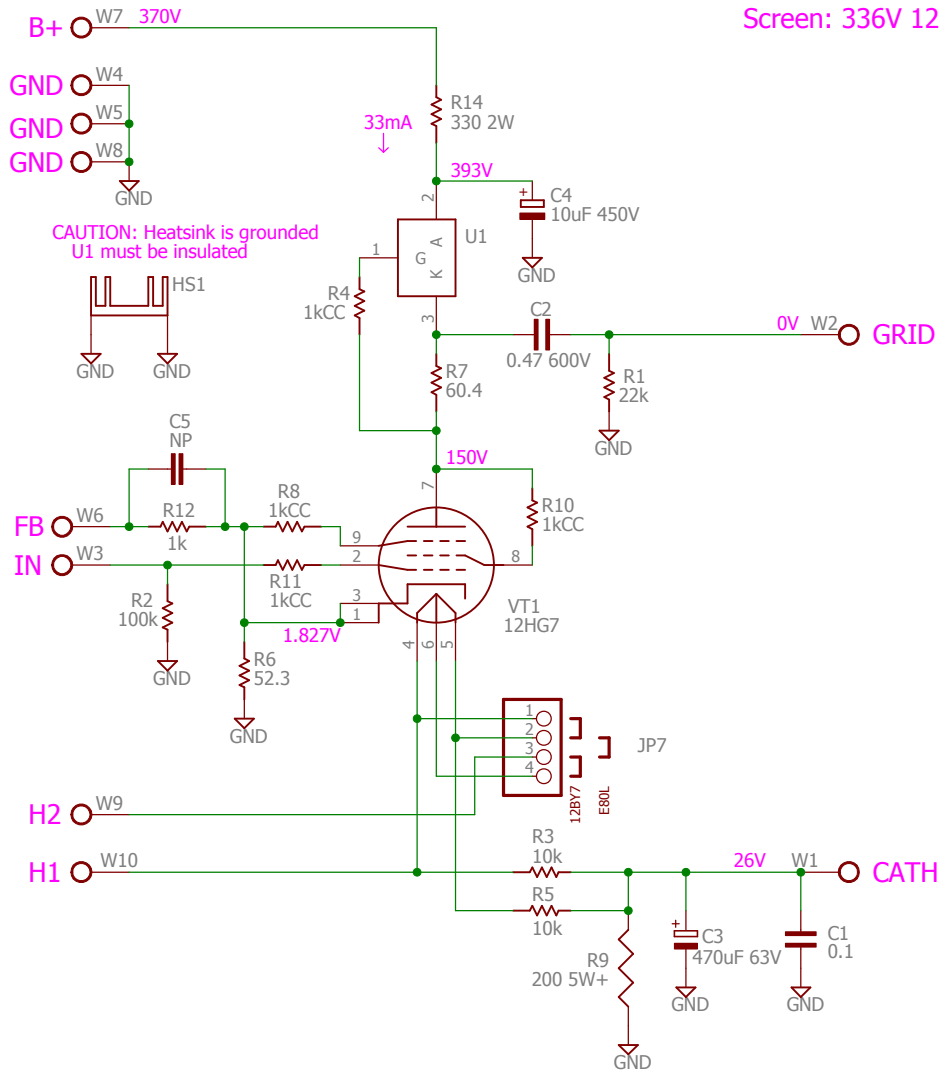 Screen: 336V 12
B+ W7 370V
GND W4
GND W5
GND W8
GND
R14
330 2W
33mA
393V
C4
10uF 450V
+
GND
2
U1
1
G A
K
3
CAUTION: Heatsink is grounded
U1 must be insulated
HS1
GND GND
R4
1kCC
C2
0.47 600V
0V W2 GRID
R1
22k
GND
R7
60.4
150V
C5
NP
R12
1k
FB W6
IN W3
R8
1kCC
R11
1kCC
R10
1kCC
7
9
2
8
3
1
VT1
12HG7
4
6
5
R2
100k
GND
1.827V
R6
52.3
GND
1
2
3
4
JP7
12BY7
E80L
H2 W9
H1 W10
R3
10k
R5
10k
26V W1 CATH
R9
200 5W+
GND
+
C3
470uF 63V
GND
C1
0.1
GND